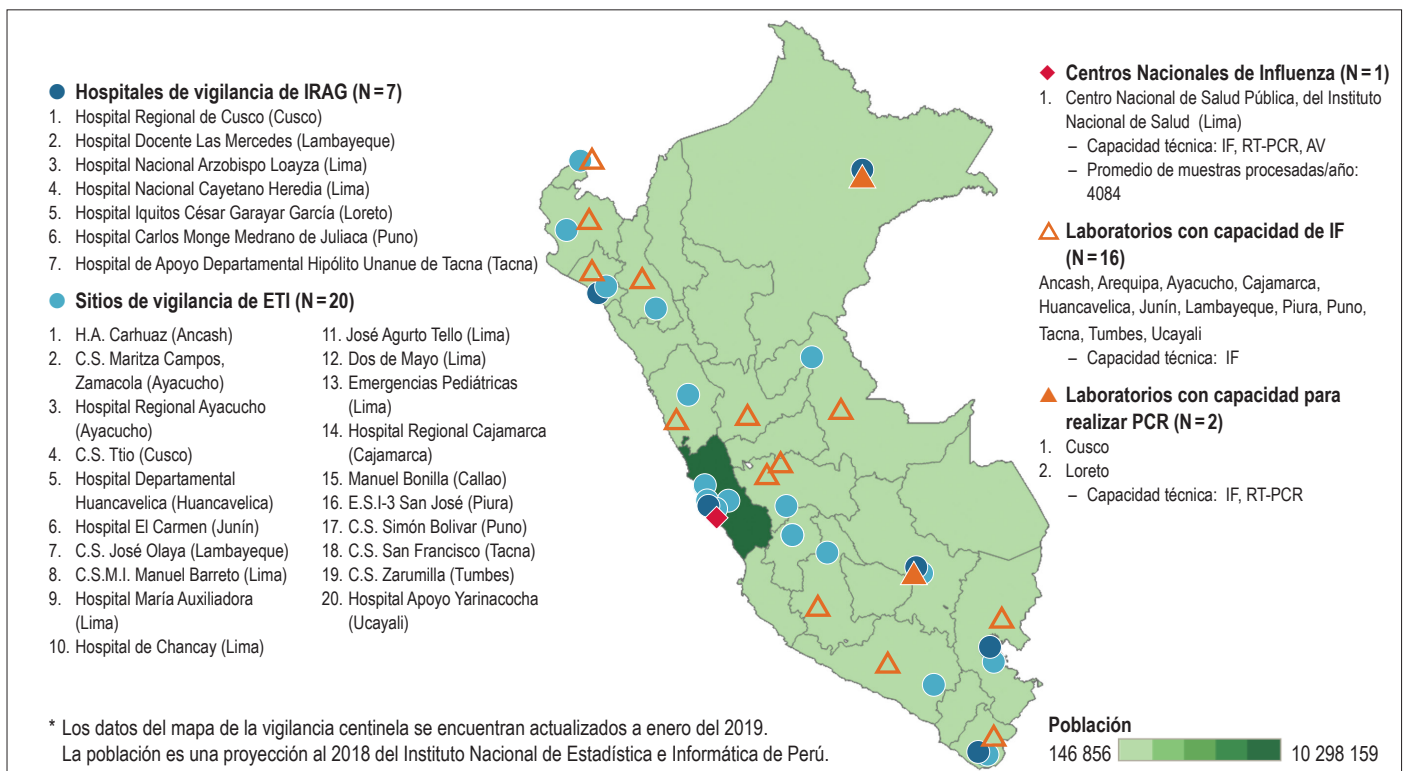 Hospitales de vigilancia de IRAG (N = 7)
1. Hospital Regional de Cusco (Cusco)
2. Hospital Docente Las Mercedes (Lambayeque)
3. Hospital Nacional Arzobispo Loayza (Lima)
4. Hospital Nacional Cayetano Heredia (Lima)
5. Hospital Iquitos César Garayar García (Loreto)
6. Hospital Carlos Monge Medrano de Juliaca (Puno)
7. Hospital de Apoyo Departamental Hipólito Unanue de Tacna (Tacna)
Sitios de vigilancia de ETI (N = 20)
1. H.A. Carhuaz (Ancash)
2. C.S. Maritza Campos,
Zamacola (Ayacucho)
3. Hospital Regional Ayacucho
(Ayacucho)
4. C.S. Ttio (Cusco)
5. Hospital Departamental
Huancavelica (Huancavelica)
6. Hospital El Carmen (Junín)
7. C.S. José Olaya (Lambayeque)
8. C.S.M.I. Manuel Barreto (Lima)
9. Hospital María Auxiliadora
(Lima)
10. Hospital de Chancay (Lima)
11. José Agurto Tello (Lima)
12. Dos de Mayo (Lima)
13. Emergencias Pediátricas
(Lima)
14. Hospital Regional Cajamarca
(Cajamarca)
15. Manuel Bonilla (Callao)
16. E.S.I-3 San José (Piura)
17. C.S. Simón Bolivar (Puno)
18. C.S. San Francisco (Tacna)
19. C.S. Zarumilla (Tumbes)
20. Hospital Apoyo Yarinacocha
(Ucayali)
Centros Nacionales de Influenza (N = 1)
1. Centro Nacional de Salud Pública, del Instituto
Nacional de Salud (Lima)
– Capacidad técnica: IF, RT-PCR, AV
– Promedio de muestras procesadas/año:
4084
Laboratorios con capacidad de IF
(N = 16)
Ancash, Arequipa, Ayacucho, Cajamarca,
Huancavelica, Junín, Lambayeque, Piura, Puno,
Tacna, Tumbes, Ucayali
– Capacidad técnica: IF
Laboratorios con capacidad para
realizar PCR (N = 2)
1. Cusco
2. Loreto
– Capacidad técnica: IF, RT-PCR
* Los datos del mapa de la vigilancia centinela se encuentran actualizados a enero del 2019.
La población es una proyección al 2018 del Instituto Nacional de Estadística e Informática de Perú.
Población
146 856 10 298 159